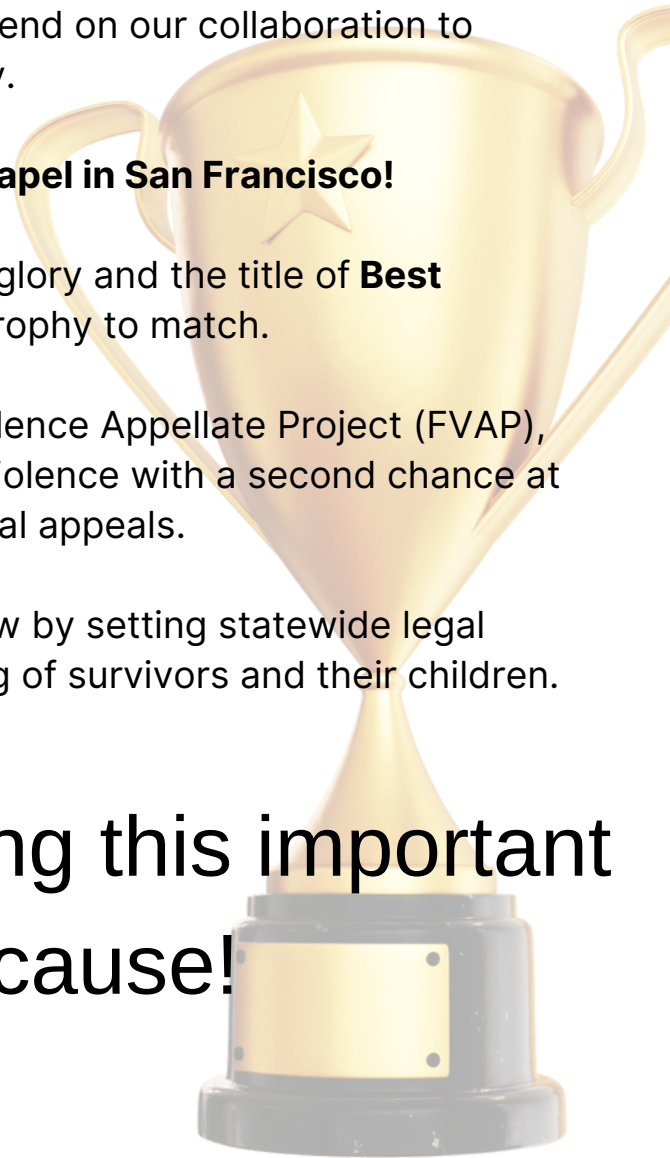 end on our collaboration to
y.
apel in San Francisco!
glory and the title of Best
rophy to match.
lence Appellate Project (FVAP),
iolence with a second chance at
al appeals.
w by setting statewide legal
g of survivors and their children.
ng this important
cause!